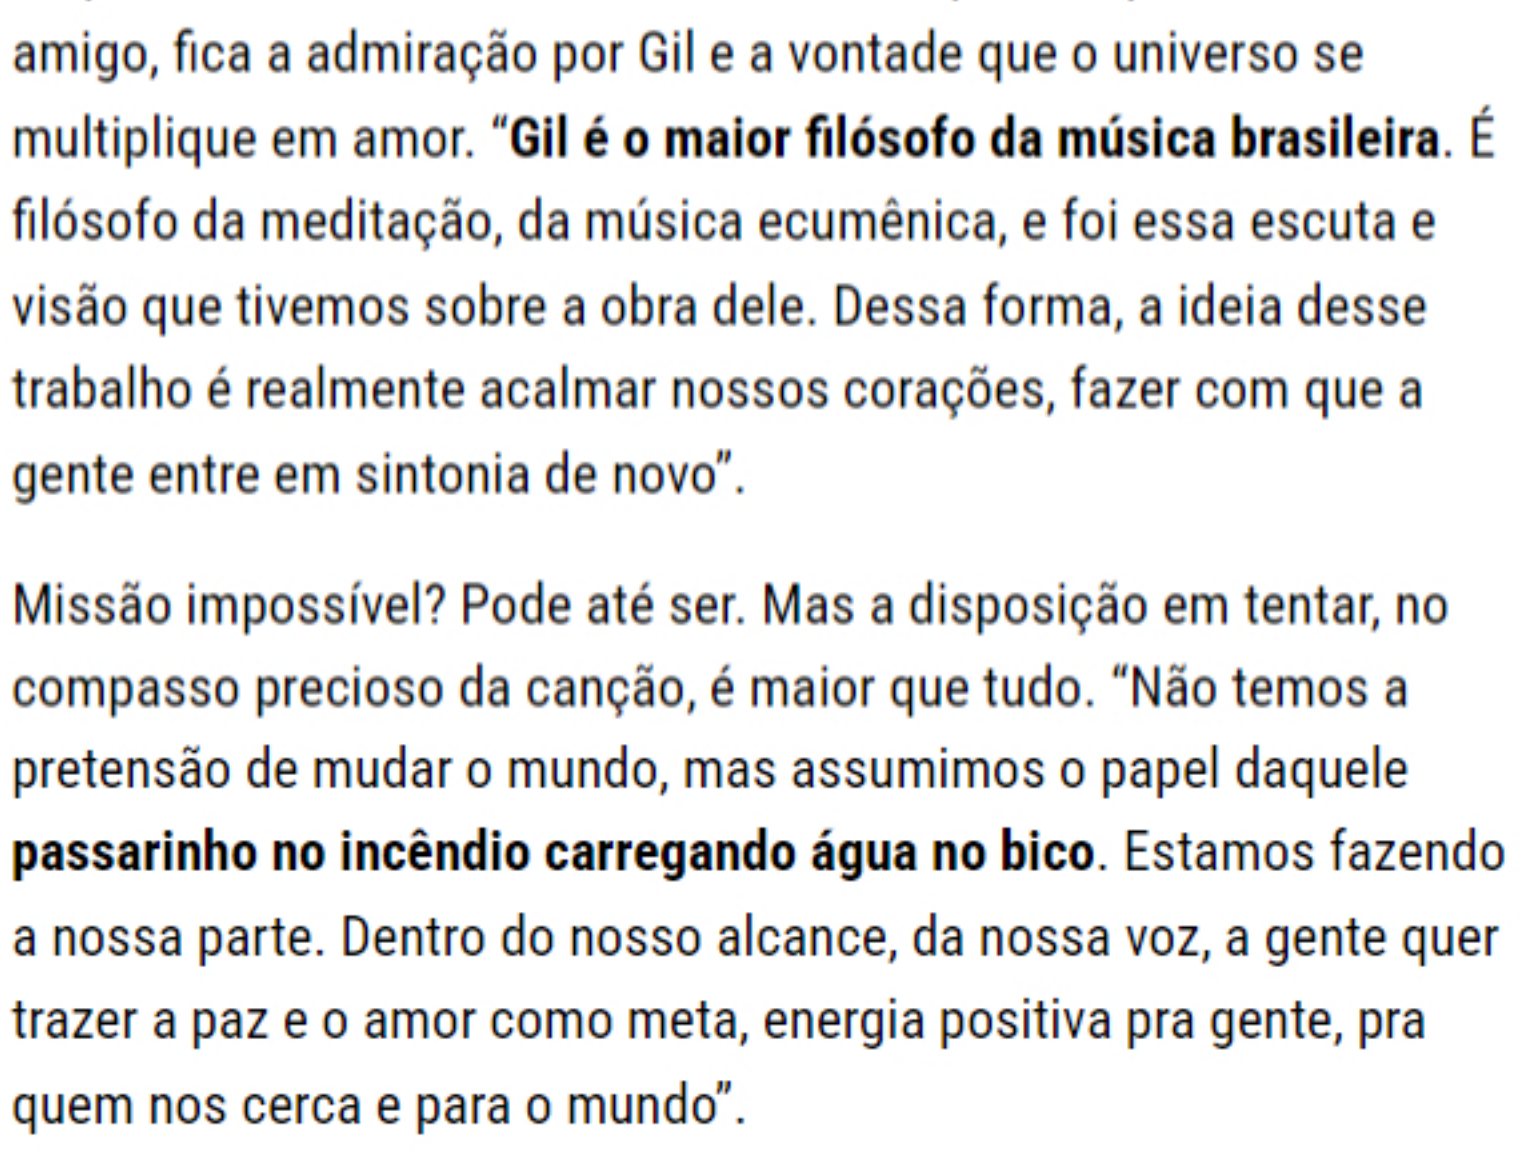 amigo, fica a admiração por Gil e a vontade que o universo se
multiplique em amor. “Gil é o maior filósofo da música brasileira. É
filósofo da meditação, da música ecumênica, e foi essa escuta e
visão que tivemos sobre a obra dele. Dessa forma, a ideia desse
trabalho é realmente acalmar nossos corações, fazer com que a
gente entre em sintonia de novo”.
Missão impossível? Pode até ser. Mas a disposição em tentar, no
compasso precioso da canção, é maior que tudo. “Não temos a
pretensão de mudar o mundo, mas assumimos o papel daquele
passarinho no incêndio carregando água no bico. Estamos fazendo
a nossa parte. Dentro do nosso alcance, da nossa voz, a gente quer
trazer a paz e o amor como meta, energia positiva pra gente, pra
quem nos cerca e para o mundo”.